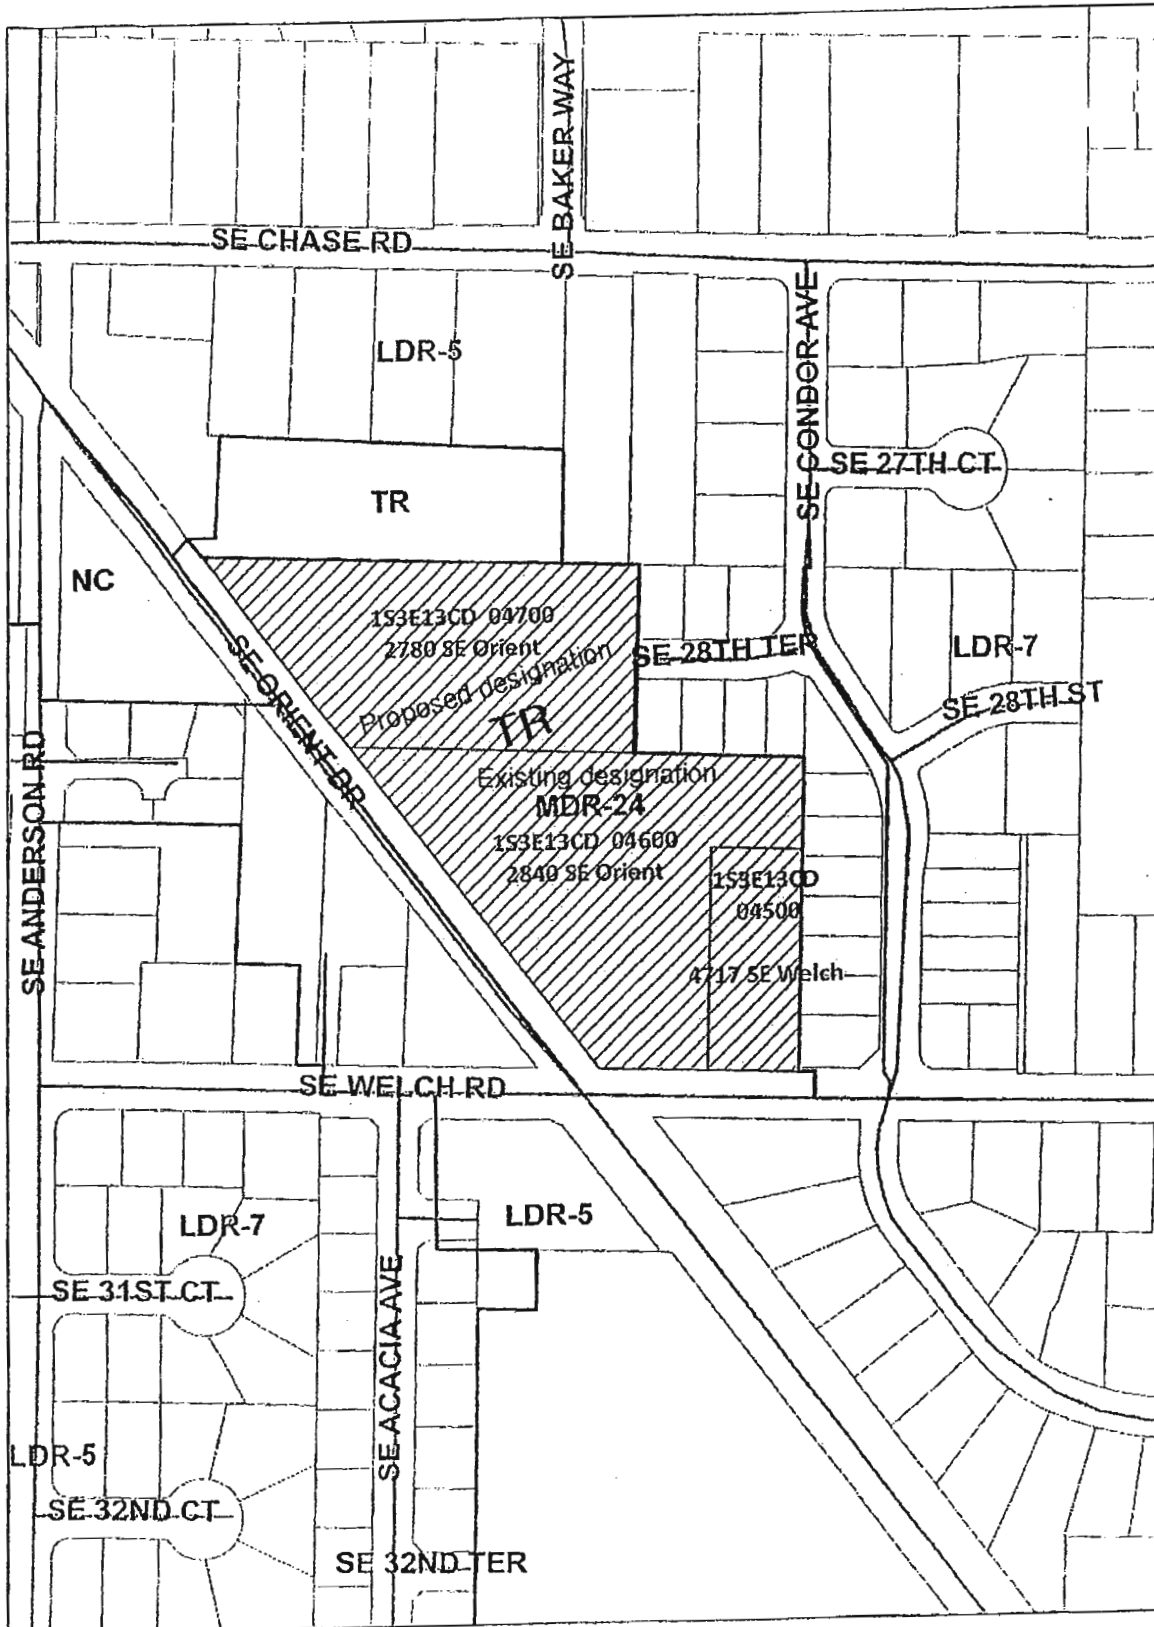 SE BAKER WAY
SE CHASE RD
LDR-5
SE CONDOR AVE
SE 27TH CT
TR
NC
1S3E13CD 04700
2780 SE Orient
Proposed designation
TR
SE 28TH TER
LDR-7
SE 28TH ST
SE ORIENT DR
SE ANDERSON RD
Existing designation
MDR-24
1S3E13CD 04600
2840 SE Orient
1S3E13CD
04500
4717 SE Welch
SE WELCH RD
LDR-7
LDR-5
SE 31ST CT
SE ACACIA AVE
LDR-5
SE 32ND CT
SE 32ND TER